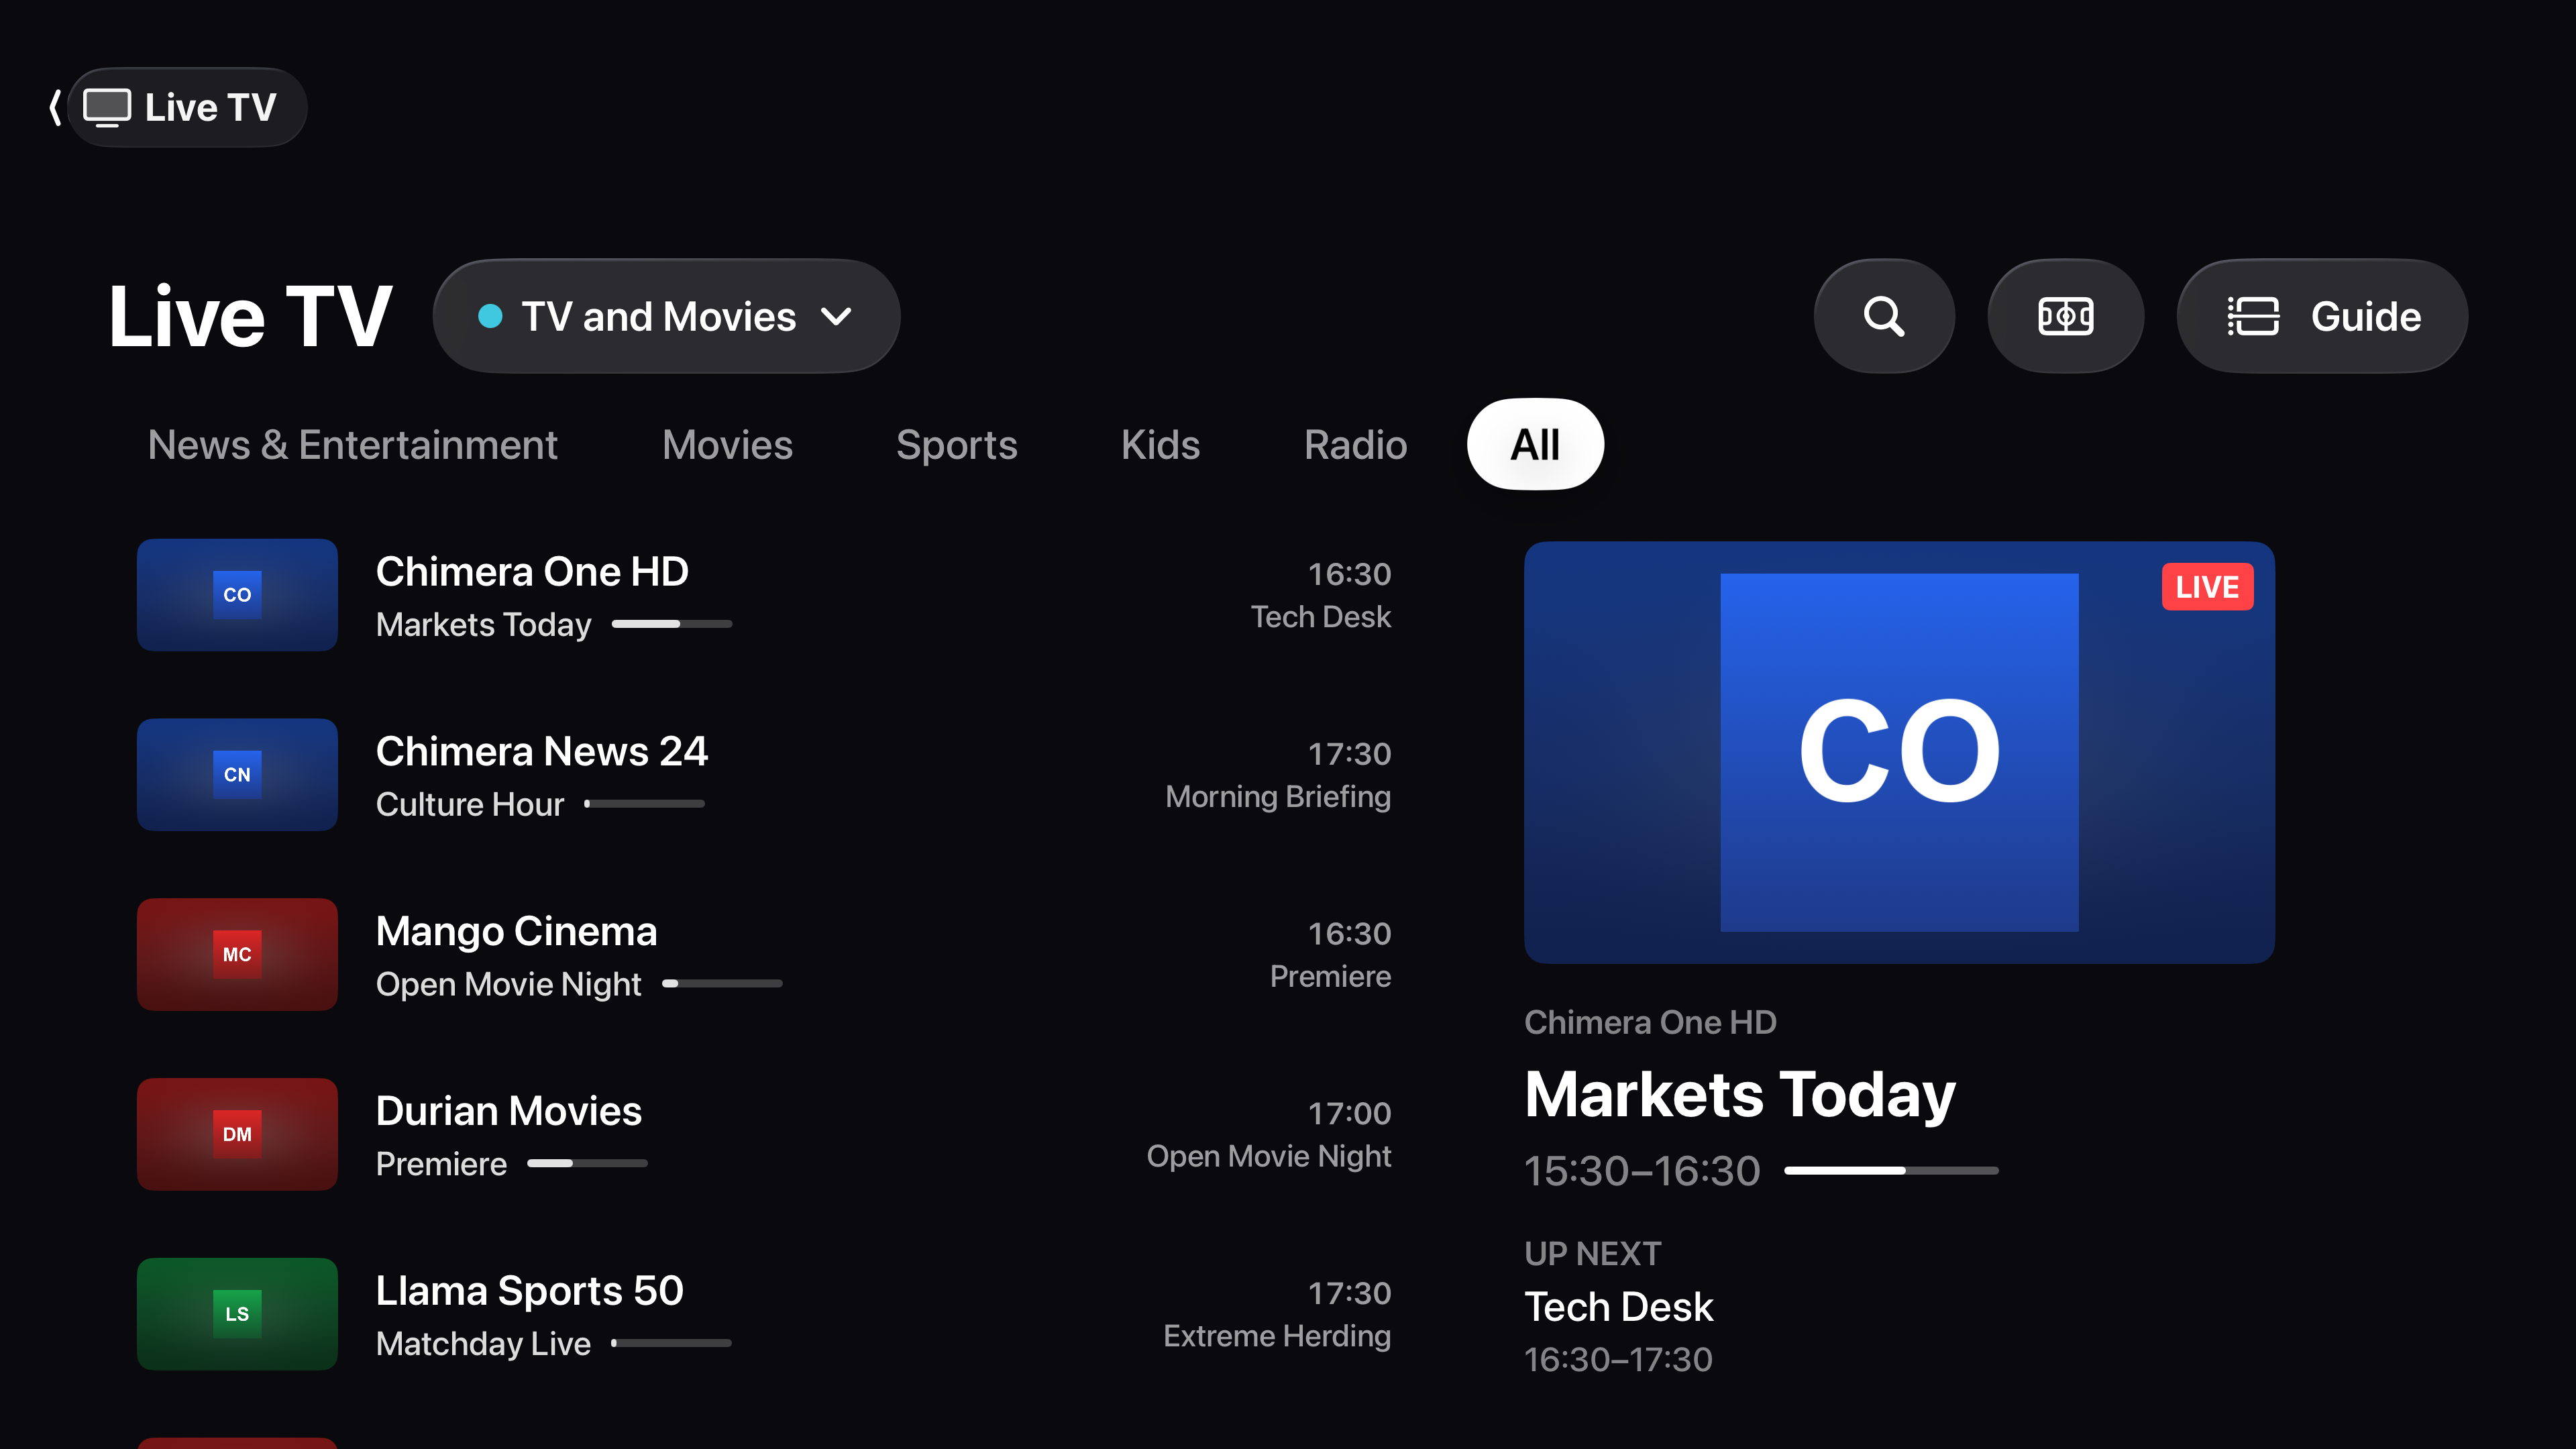 Live TV
Live TV
TV and Movies
Guide
News & Entertainment
Movies
Sports
Kids
Radio
All
CO
Chimera One HD
Markets Today
16:30
Tech Desk
CN
Chimera News 24
Culture Hour
17:30
Morning Briefing
MC
Mango Cinema
Open Movie Night
16:30
Premiere
DM
Durian Movies
Premiere
17:00
Open Movie Night
LS
Llama Sports 50
Matchday Live
17:30
Extreme Herding
LIVE
CO
Chimera One HD
Markets Today
15:30–16:30
UP NEXT
Tech Desk
16:30–17:30